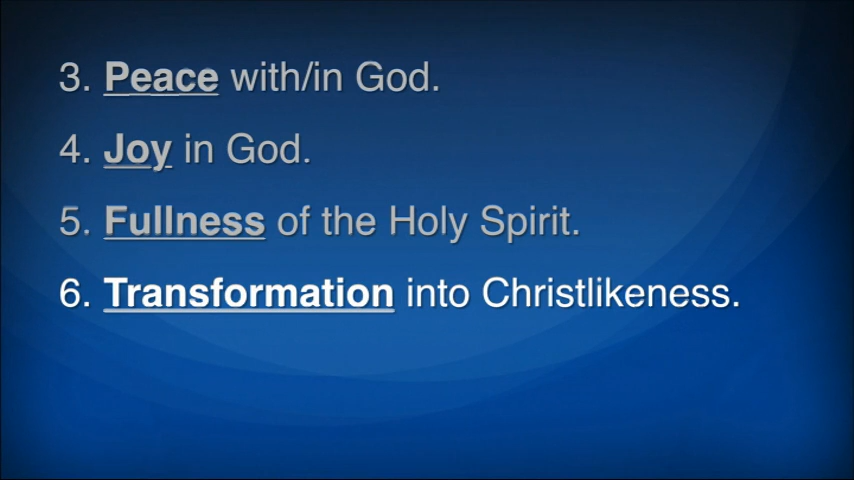 3. Peace with/in God.
4. Joy in God.
5. Fullness of the Holy Spirit.
6. Transformation into Christlikeness.